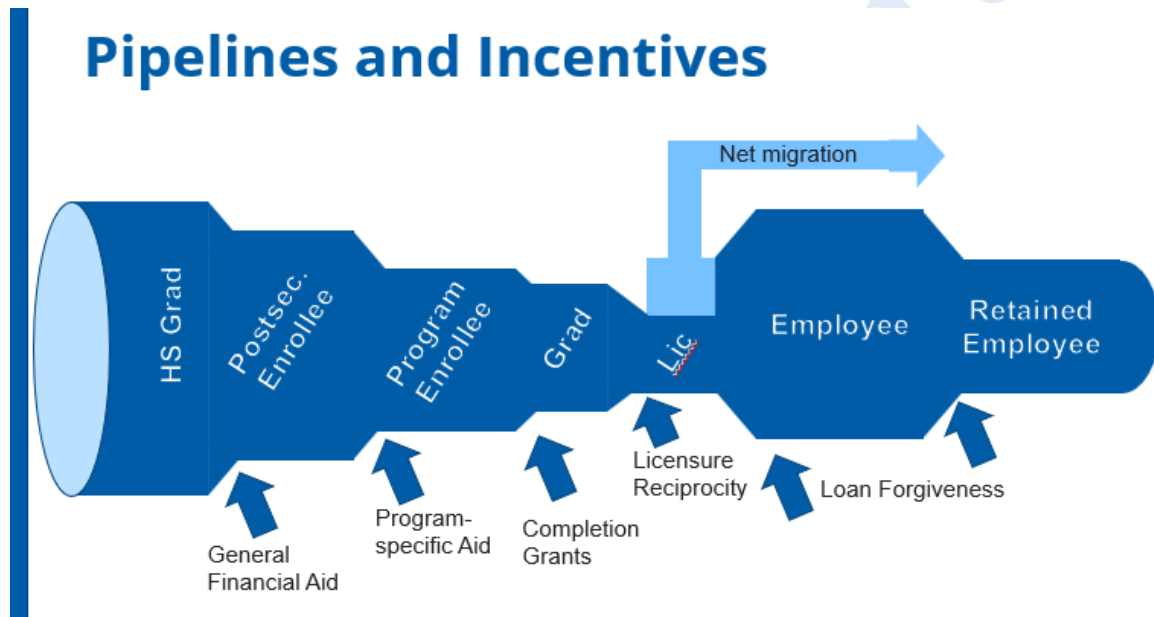 Pipelines and Incentives
Net migration
HS Grad
Postsec.
Enrollee
Program
Enrollee
Grad
Lic
Employee
Retained
Employee
General
Financial Aid
Program-
specific Aid
Completion
Grants
Licensure
Reciprocity
Loan Forgiveness